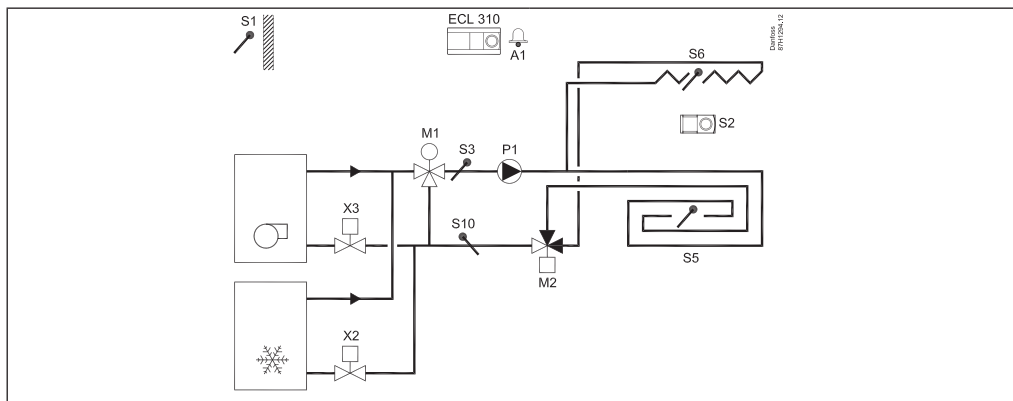 S1
ECL 310
A1
Danfoss
87H1294.12
S6
S2
M1
S3
P1
X3
S10
M2
S5
X2